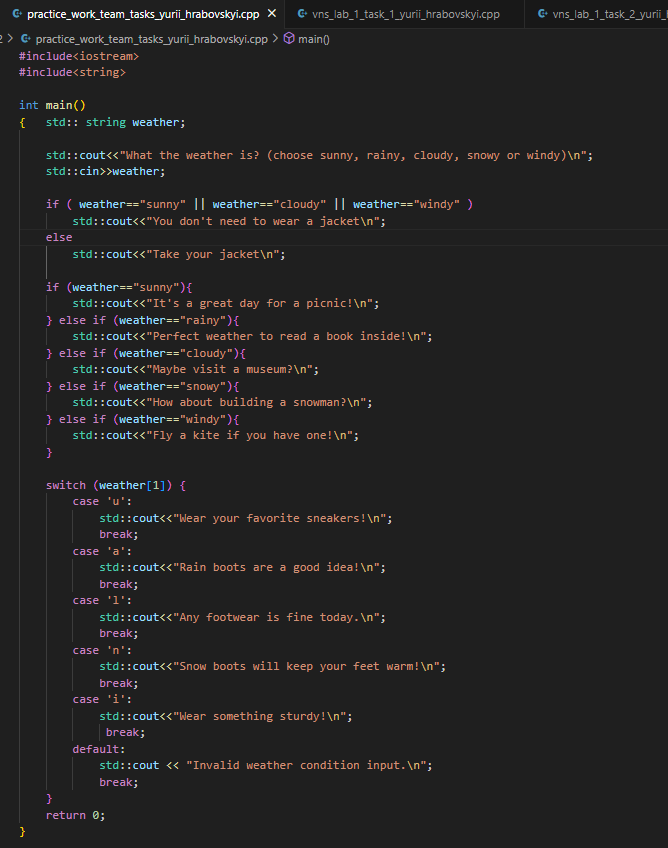 practice_work_team_tasks_yurii_hrabovskyi.cpp vns_lab_1_task_1_yurii_hrabovskyi.cpp vns_lab_1_task_2_yurii_
practice_work_team_tasks_yurii_hrabovskyi.cpp > main()
#include<iostream>
#include<string>
int main()
{   std:: string weather;
    std::cout<<"What the weather is? (choose sunny, rainy, cloudy, snowy or windy)\n";
    std::cin>>weather;
    if ( weather=="sunny" || weather=="cloudy" || weather=="windy" )
        std::cout<<"You don't need to wear a jacket\n";
    else
        std::cout<<"Take your jacket\n";
    if (weather=="sunny"){
        std::cout<<"It's a great day for a picnic!\n";
    } else if (weather=="rainy"){
        std::cout<<"Perfect weather to read a book inside!\n";
    } else if (weather=="cloudy"){
        std::cout<<"Maybe visit a museum?\n";
    } else if (weather=="snowy"){
        std::cout<<"How about building a snowman?\n";
    } else if (weather=="windy"){
        std::cout<<"Fly a kite if you have one!\n";
    }
    switch (weather[1]) {
        case 'u':
            std::cout<<"Wear your favorite sneakers!\n";
            break;
        case 'a':
            std::cout<<"Rain boots are a good idea!\n";
            break;
        case 'l':
            std::cout<<"Any footwear is fine today.\n";
            break;
        case 'n':
            std::cout<<"Snow boots will keep your feet warm!\n";
            break;
        case 'i':
            std::cout<<"Wear something sturdy!\n";
             break;
        default:
            std::cout << "Invalid weather condition input.\n";
            break;
    }
    return 0;
}